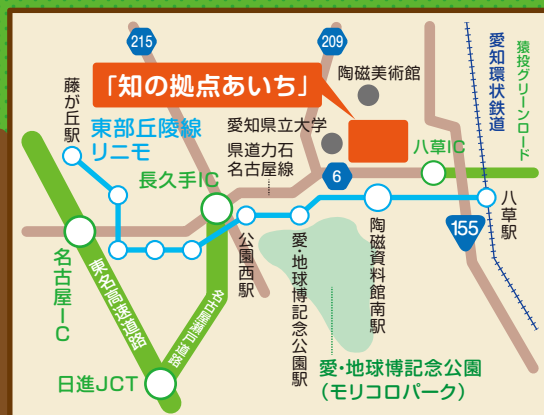 215
209
愛知環状鉄道
猿投グリーンロード
藤が丘駅
「知の拠点あいち」
陶磁美術館
東部丘陵線
リニモ
愛知県立大学
県道力石
名古屋線
6
八草IC
長久手IC
八草駅
155
公園西駅
愛・地球博記念公園駅
陶磁資料館南駅
名古屋IC
東名高速道路
名古屋瀬戸道路
日進JCT
愛・地球博記念公園
(モリコロパーク)